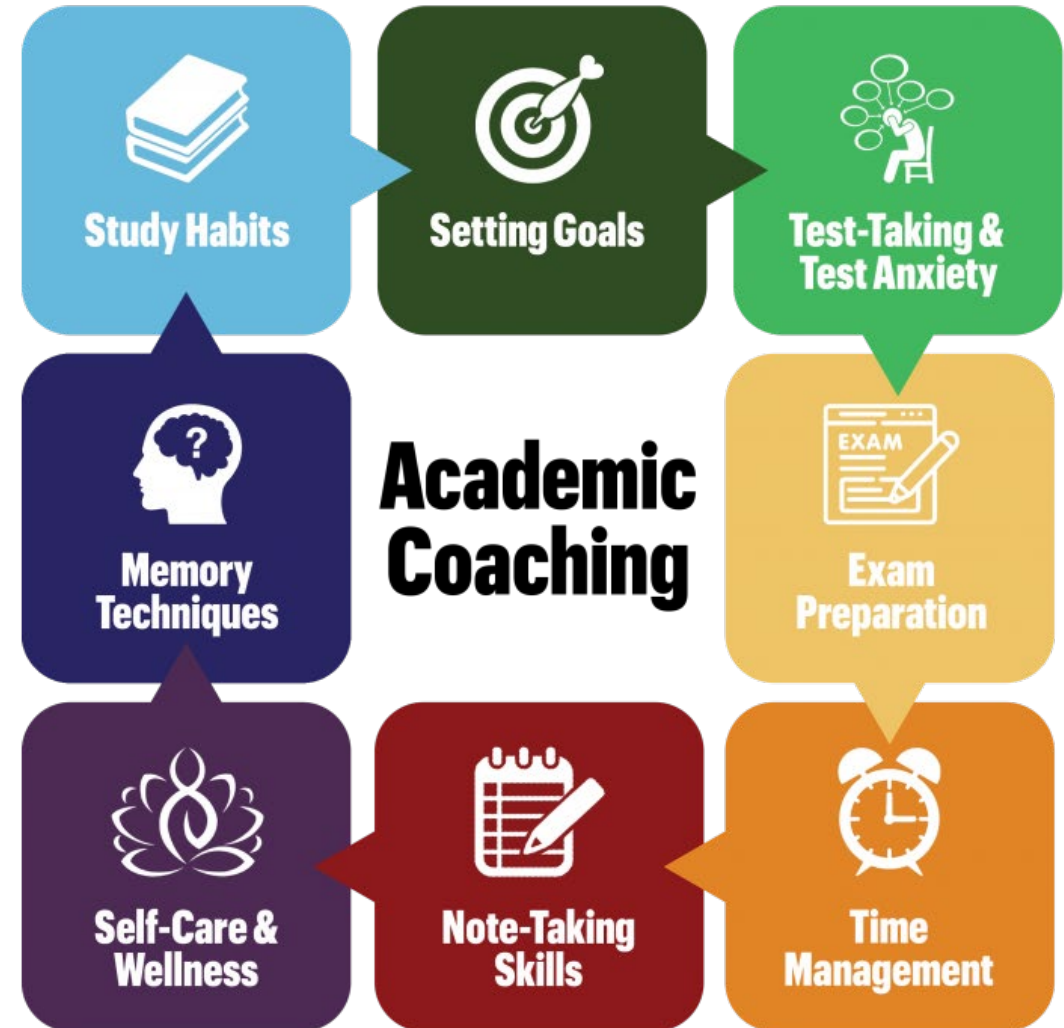 Study Habits
Setting Goals
Test-Taking &
Test Anxiety
Memory
Techniques
?
Academic
Coaching
EXAM
Exam
Preparation
Self-Care &
Wellness
Note-Taking
Skills
Time
Management